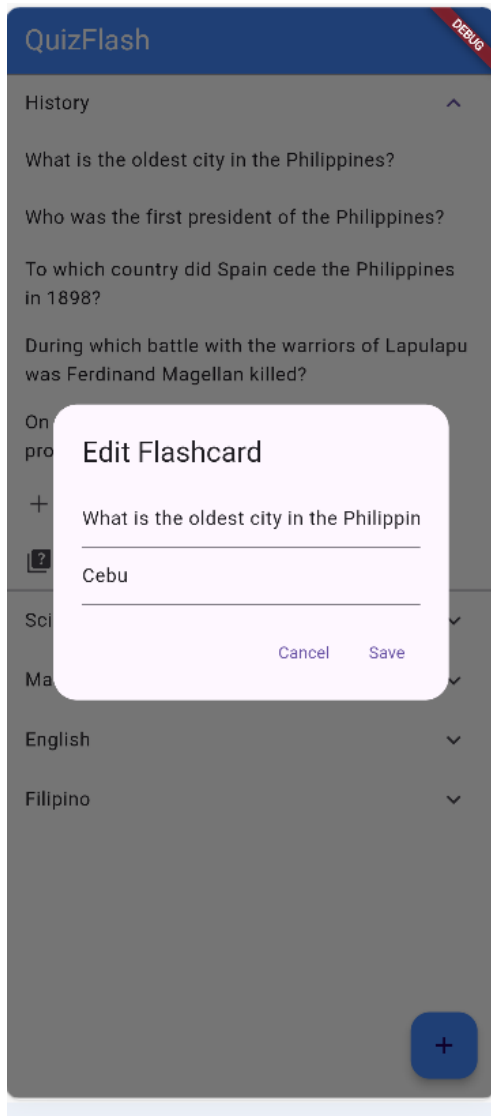 QuizFlash
DEBUG
History
What is the oldest city in the Philippines?
Who was the first president of the Philippines?
To which country did Spain cede the Philippines
in 1898?
During which battle with the warriors of Lapulapu
was Ferdinand Magellan killed?
On
pro
Edit Flashcard
What is the oldest city in the Philippin
Cebu
Cancel
Save
Sci
Ma
English
Filipino